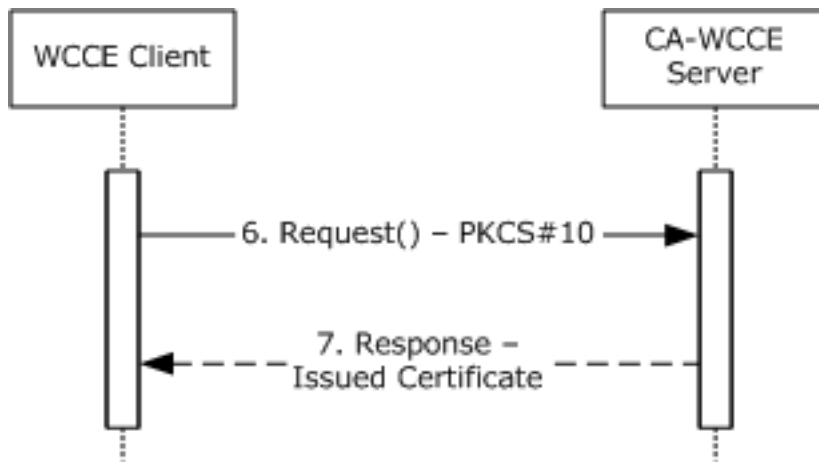 WCCE Client
CA-WCCE
Server
6. Request() – PKCS#10
7. Response –
Issued Certificate